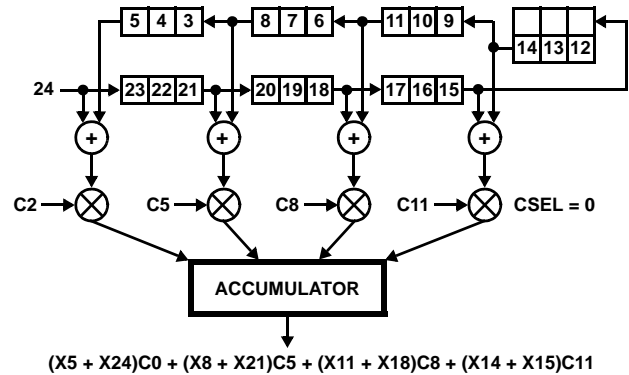 5 4 3 8 7 6 11 10 9
14 13 12
24 23 22 21 20 19 18 17 16 15
+ + + +
C2 C5 C8 C11 CSEL = 0
ACCUMULATOR
(X5 + X24)C0 + (X8 + X21)C5 + (X11 + X18)C8 + (X14 + X15)C11